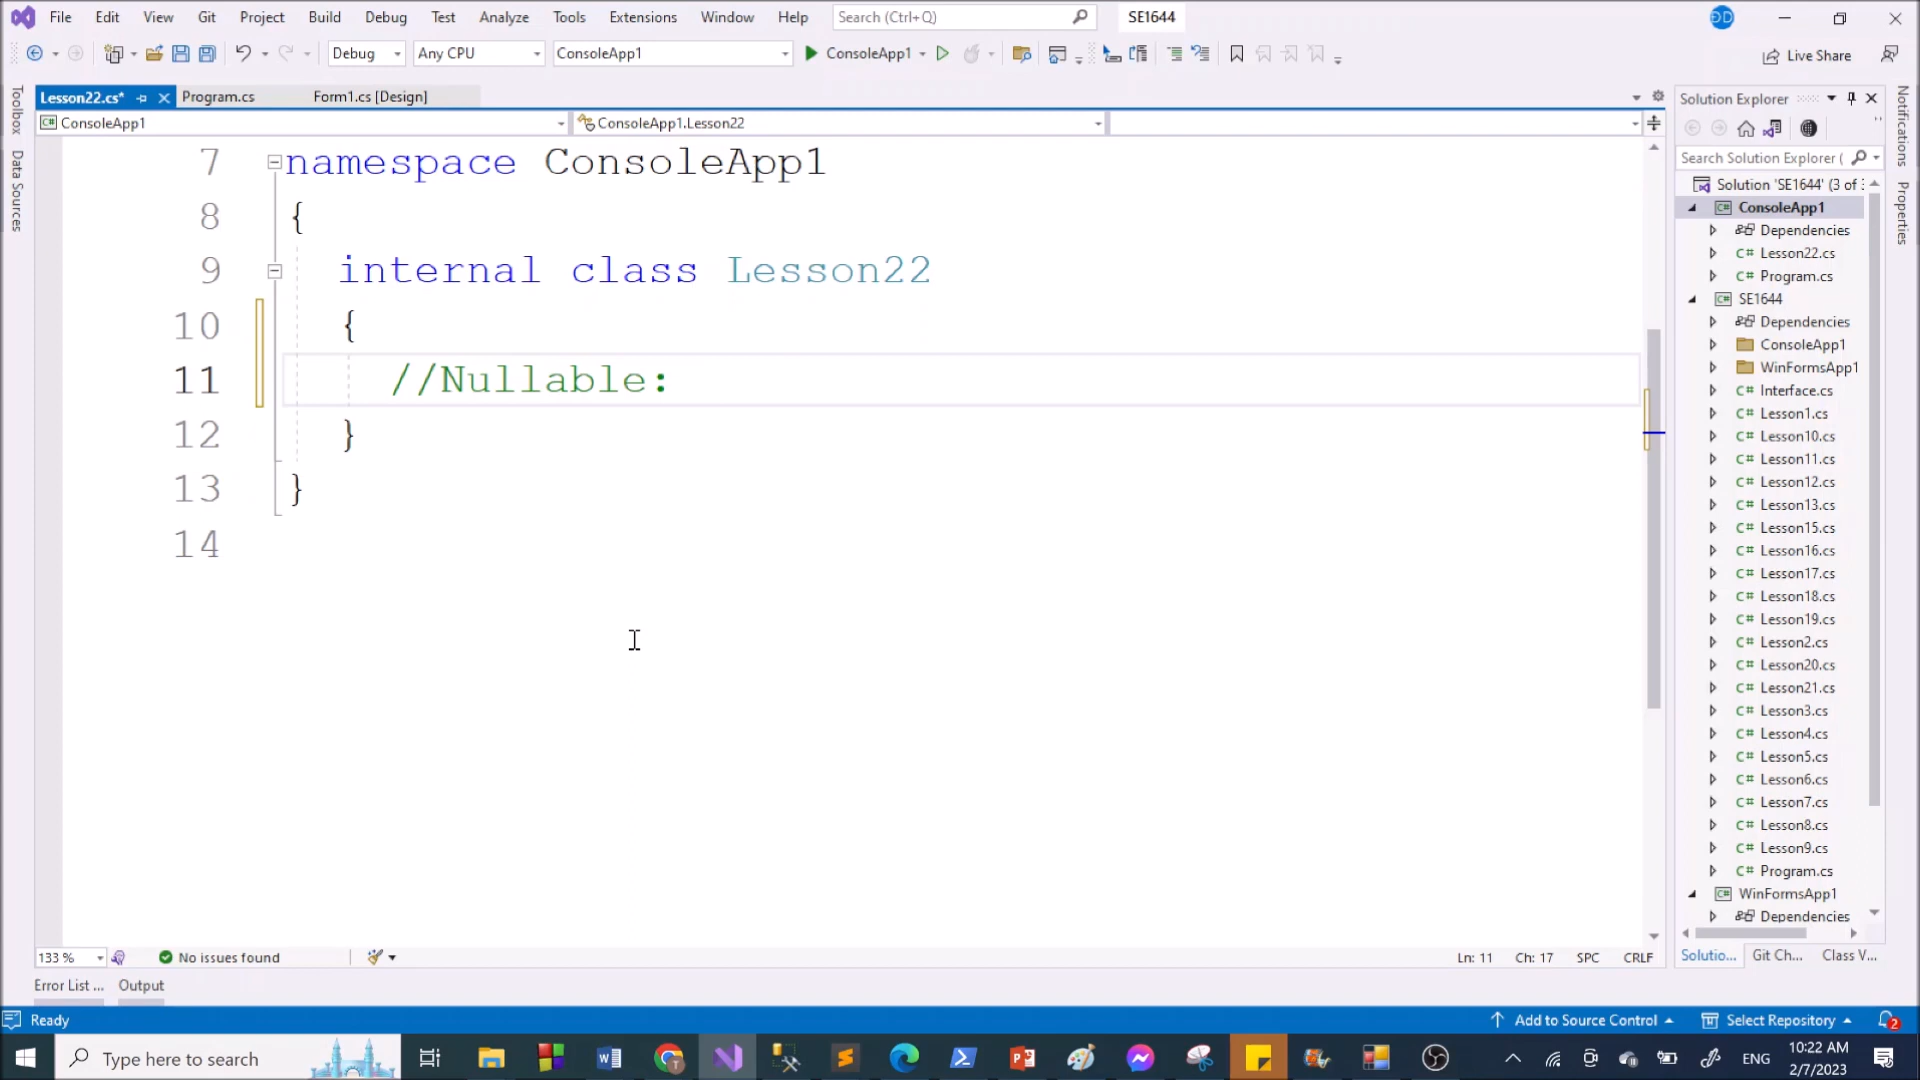 File Edit View Git Project Build Debug Test Analyze Tools Extensions Window Help Search (Ctrl+Q) SE1644
Debug Any CPU ConsoleApp1 ConsoleApp1 Live Share
Lesson22.cs* Program.cs Form1.cs [Design]
ConsoleApp1 ConsoleApp1.Lesson22
7 namespace ConsoleApp1
8 {
9 internal class Lesson22
10 {
11 //Nullable:
12 }
13 }
14
Toolbox
Data Sources
Solution Explorer
Search Solution Explorer (
Solution 'SE1644' (3 of
ConsoleApp1
Dependencies
C# Lesson22.cs
C# Program.cs
SE1644
Dependencies
ConsoleApp1
WinFormsApp1
C# Interface.cs
C# Lesson1.cs
C# Lesson10.cs
C# Lesson11.cs
C# Lesson12.cs
C# Lesson13.cs
C# Lesson15.cs
C# Lesson16.cs
C# Lesson17.cs
C# Lesson18.cs
C# Lesson19.cs
C# Lesson2.cs
C# Lesson20.cs
C# Lesson21.cs
C# Lesson3.cs
C# Lesson4.cs
C# Lesson5.cs
C# Lesson6.cs
C# Lesson7.cs
C# Lesson8.cs
C# Lesson9.cs
C# Program.cs
WinFormsApp1
Dependencies
Solutio... Git Ch... Class V...
Notifications
Properties
133 % No issues found Ln: 11 Ch: 17 SPC CRLF
Error List ... Output
Ready Add to Source Control Select Repository 2
Type here to search ENG 10:22 AM
2/7/2023